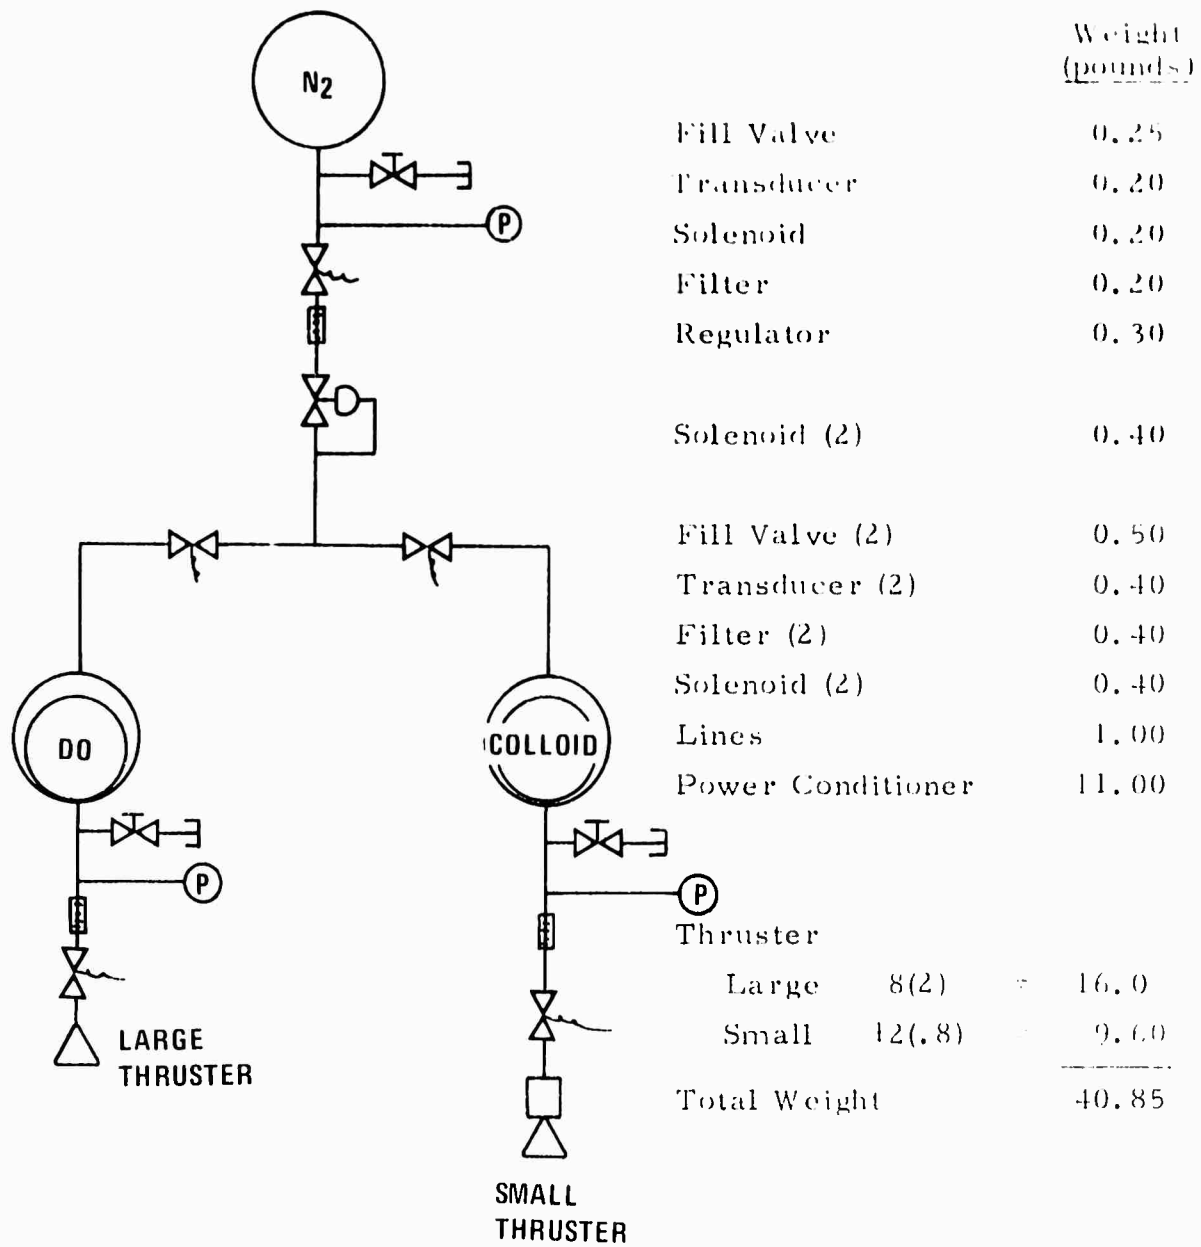 Weight
(pounds)
N2
Fill Valve 0.25
Transducer 0.20
P
Solenoid 0.20
Filter 0.20
Regulator 0.30
Solenoid (2) 0.40
Fill Valve (2) 0.50
Transducer (2) 0.40
Filter (2) 0.40
Solenoid (2) 0.40
DO
COLLOID
Lines 1.00
Power Conditioner 11.00
P
P
Thruster
Large 8(2) = 16.0
Small 12(.8) 9.60
LARGE
THRUSTER
Total Weight 40.85
SMALL
THRUSTER